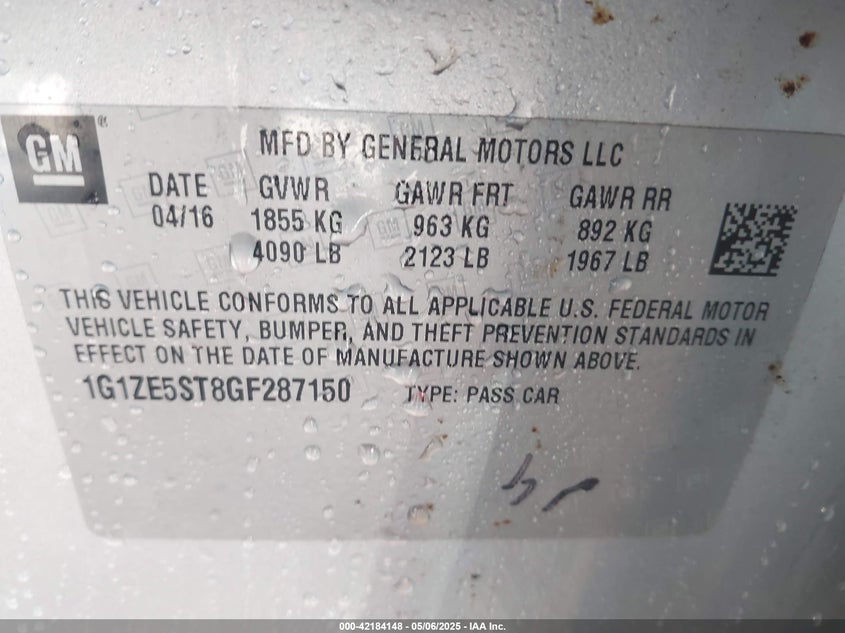 GM®
MFD BY GENERAL MOTORS LLC
DATE GVWR GAWR FRT GAWR RR
04/16 1855 KG 963 KG 892 KG
4090 LB 2123 LB 1967 LB
THIS VEHICLE CONFORMS TO ALL APPLICABLE U.S. FEDERAL MOTOR
VEHICLE SAFETY, BUMPER, AND THEFT PREVENTION STANDARDS IN
EFFECT ON THE DATE OF MANUFACTURE SHOWN ABOVE.
1G1ZE5ST8GF287150 TYPE: PASS CAR
000-42184148 - 05/06/2025 - IAA Inc.